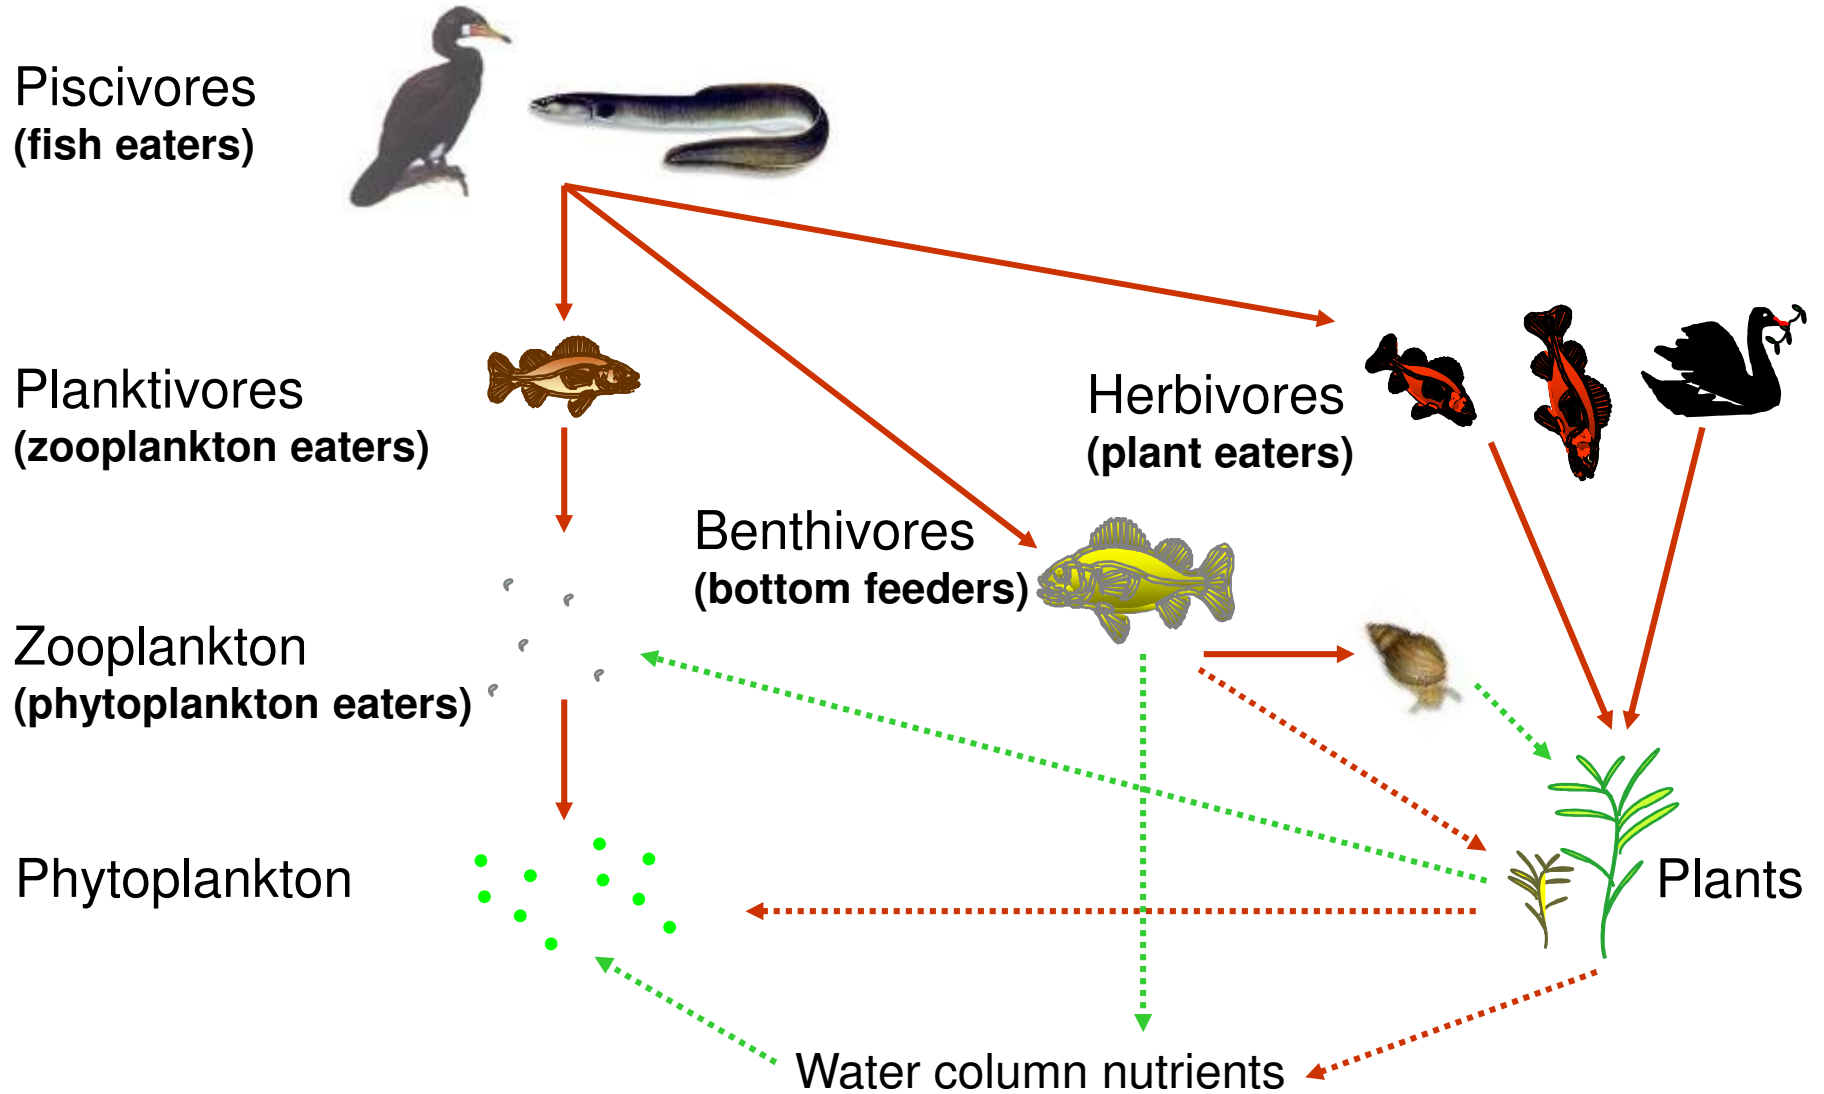 Piscivores
(fish eaters)
Planktivores
(zooplankton eaters)
Herbivores
(plant eaters)
Benthivores
(bottom feeders)
Zooplankton
(phytoplankton eaters)
Phytoplankton
Plants
Water column nutrients